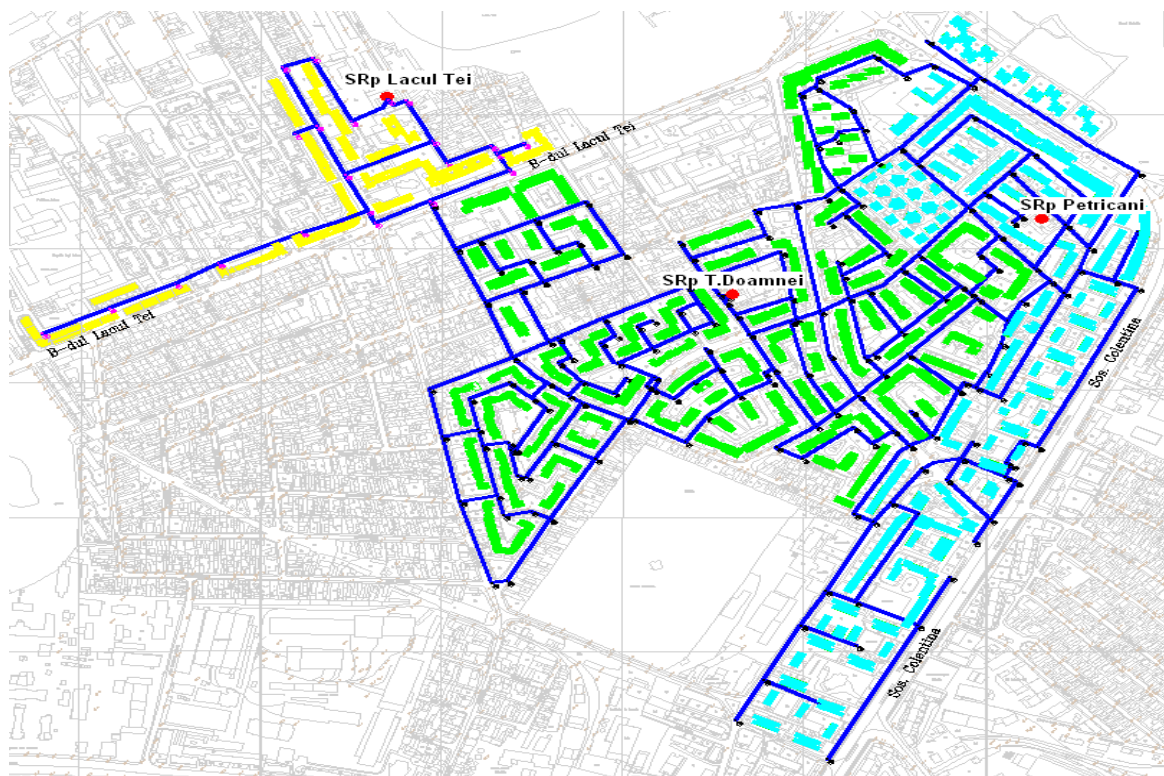 SRp Lacul Tei
B-dul Lacul Tei
SRp Petricani
SRp T.Doamnei
B-dul Lacul Tei
Sos. Colentina
Sos. Colentina